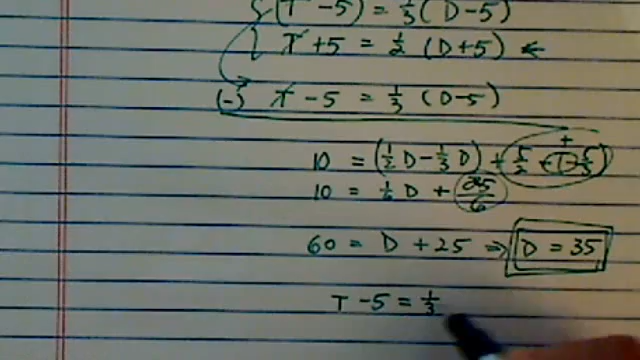 (T - 5) = 1/3 (D - 5)
T + 5 = 1/2 (D + 5) ←
(-) T - 5 = 1/3 (D - 5)
10 = (1/2 D - 1/3 D) + 5/2 + (-)(-5/3)
10 = 1/6 D + 25/6
60 = D + 25 ⇒ D = 35
T - 5 = 1/3